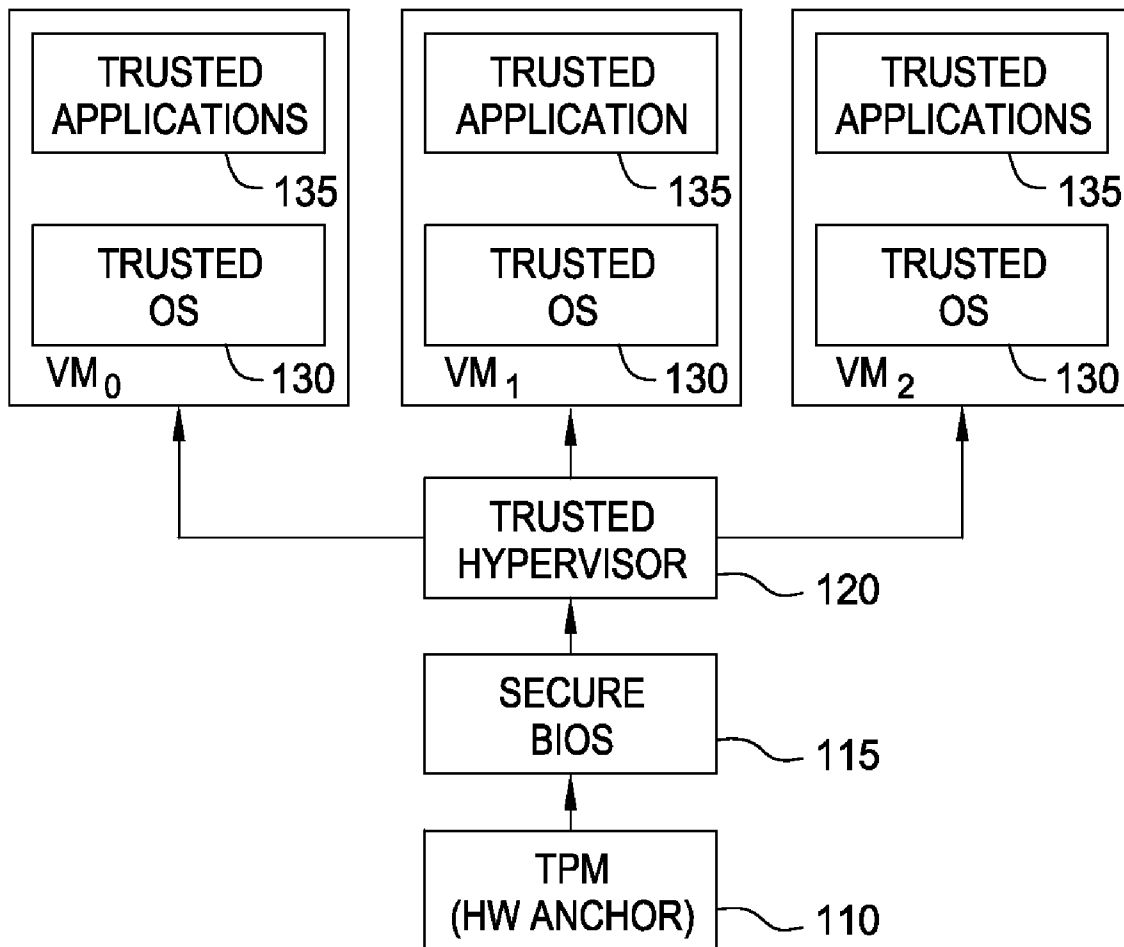 TRUSTED
APPLICATIONS
135
TRUSTED
OS
VM0
130
TRUSTED
APPLICATION
135
TRUSTED
OS
VM1
130
TRUSTED
APPLICATIONS
135
TRUSTED
OS
VM2
130
TRUSTED
HYPERVISOR
120
SECURE
BIOS
115
TPM
(HW ANCHOR)
110